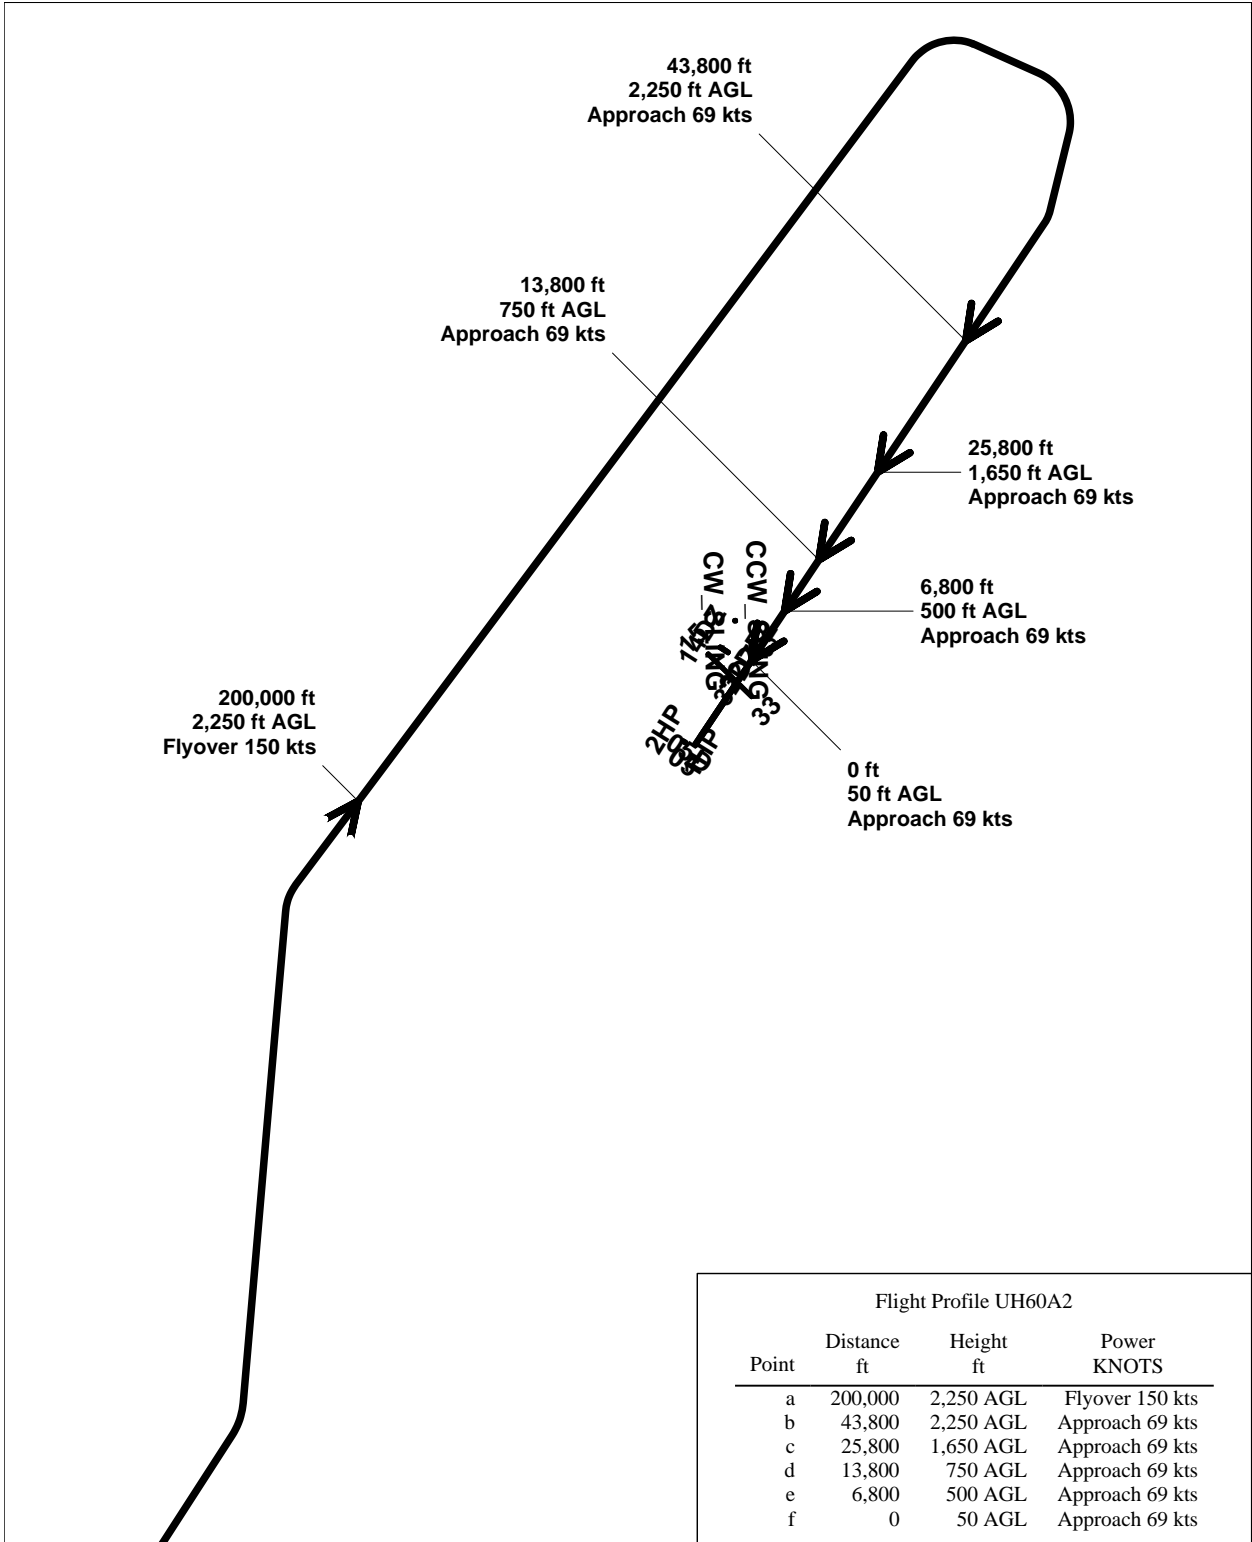 43,800 ft
2,250 ft AGL
Approach 69 kts
13,800 ft
750 ft AGL
Approach 69 kts
25,800 ft
1,650 ft AGL
Approach 69 kts
CW SLING
CCW SLING
6,800 ft
500 ft AGL
Approach 69 kts
33
2HP
200,000 ft
2,250 ft AGL
Flyover 150 kts
0 ft
50 ft AGL
Approach 69 kts
Flight Profile UH60A2
Distance Height Power
Point ft ft KNOTS
a 200,000 2,250 AGL Flyover 150 kts
b 43,800 2,250 AGL Approach 69 kts
c 25,800 1,650 AGL Approach 69 kts
d 13,800 750 AGL Approach 69 kts
e 6,800 500 AGL Approach 69 kts
f 0 50 AGL Approach 69 kts